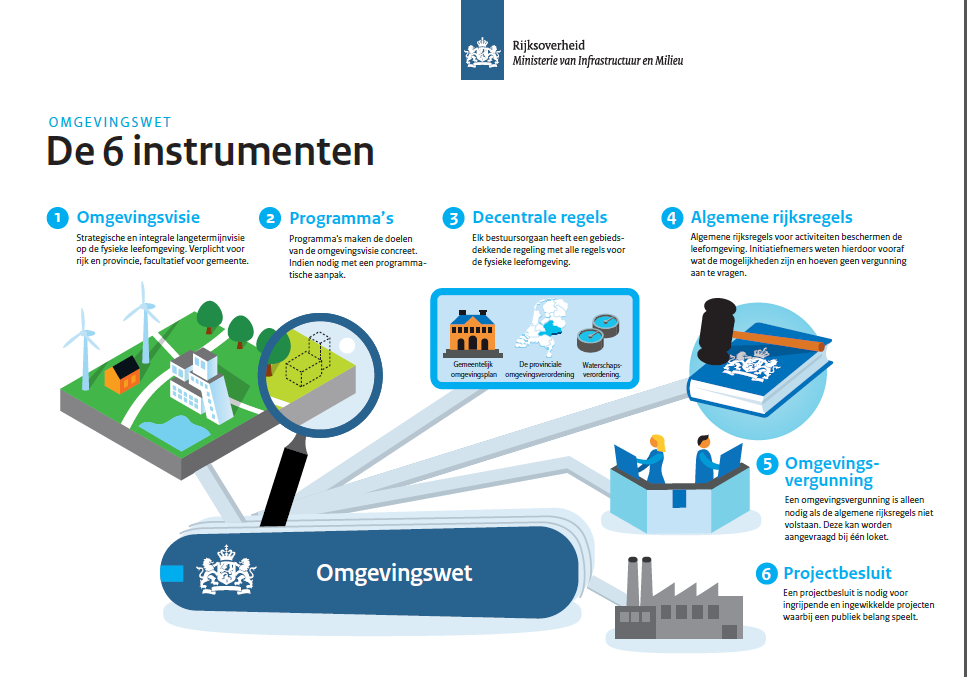 Rijksoverheid
Ministerie van Infrastructuur en Milieu
OMGEVINGSWET
De 6 instrumenten
1 Omgevingsvisie
Strategische en integrale langetermijnvisie
op de fysieke leefomgeving. Verplicht voor
rijk en provincie, facultatief voor gemeente.
2 Programma's
Programma's maken de doelen
van de omgevingsvisie concreet.
Indien nodig met een programma-
tische aanpak.
3 Decentrale regels
Elk bestuursorgaan heeft een gebieds-
dekkende regeling met alle regels voor
de fysieke leefomgeving.
Gemeentelijk
omgevingsplan
De provinciale
omgevingsverordening
Waterschaps-
verordening.
4 Algemene rijksregels
Algemene rijksregels voor activiteiten beschermen de
leefomgeving. Initiatiefnemers weten hierdoor vooraf
wat de mogelijkheden zijn en hoeven geen vergunning
aan te vragen.
5 Omgevings-
vergunning
Een omgevingsvergunning is alleen
nodig als de algemene rijksregels niet
volstaan. Deze kan worden
aangevraagd bij één loket.
6 Projectbesluit
Een projectbesluit is nodig voor
ingrijpende en ingewikkelde projecten
waarbij een publiek belang speelt.
Omgevingswet